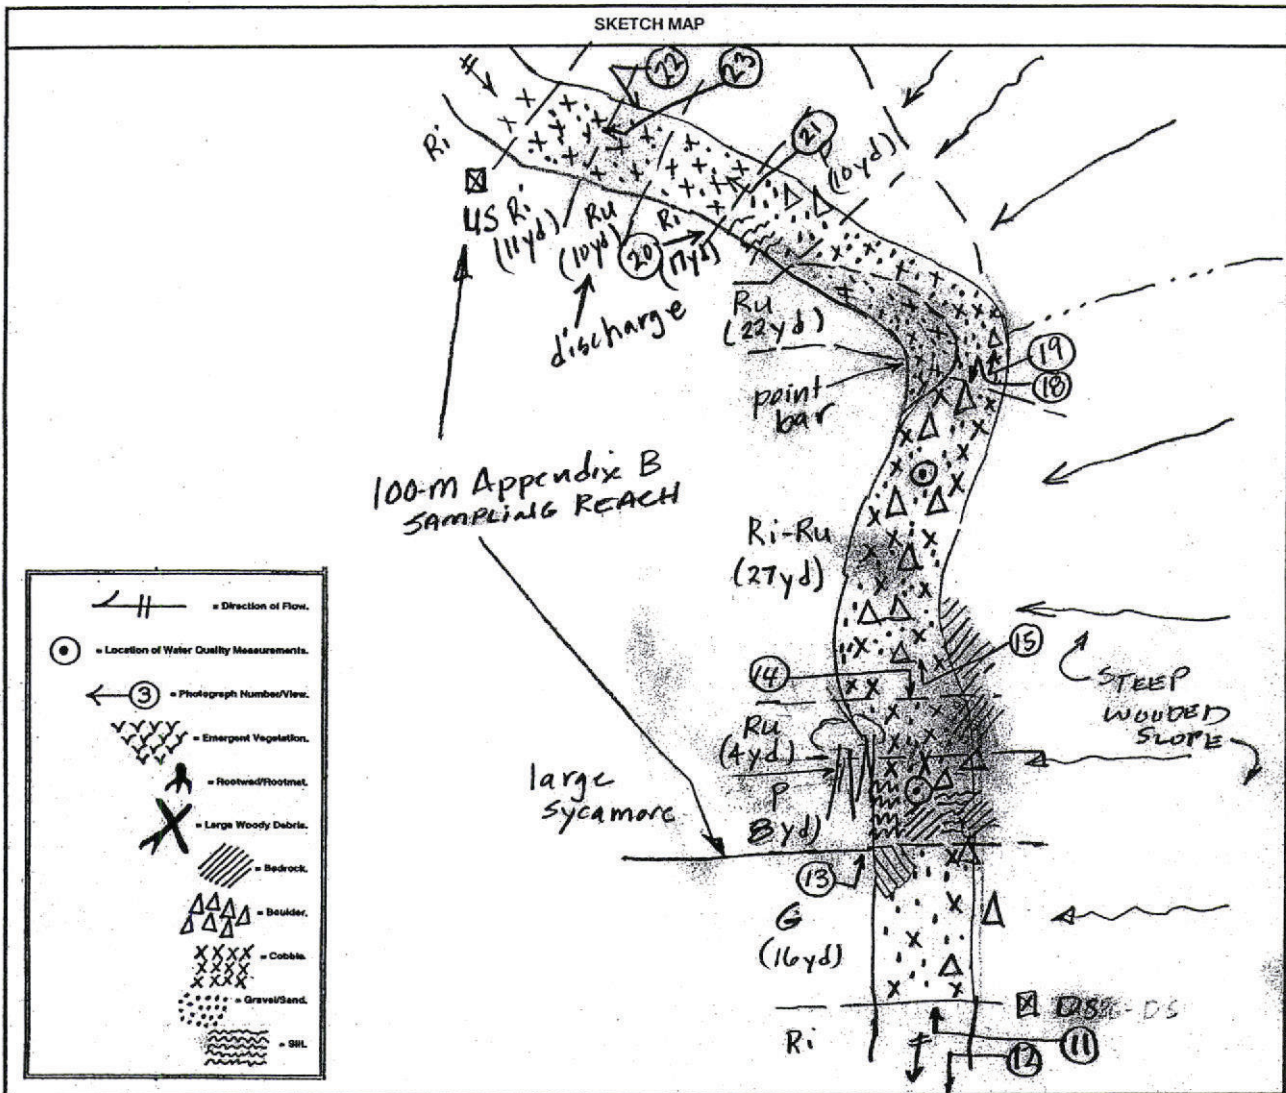 SKETCH MAP
22
23
21
Ri
P
(10yd)
US
Ri
(11yd)
Ru
(10yd)
20
Ri
(17yd)
discharge
Ru
(22yd)
19
18
point
bar
100-m Appendix B
SAMPLING REACH
Ri-Ru
(27yd)
14
15
STEEP
WOODED
SLOPE
Ru
(4yd)
P
8yd)
large
sycamore
13
G
(16yd)
DS
Ri
11
12
= Direction of Flow.
= Location of Water Quality Measurements.
3 = Photograph Number/View.
= Emergent Vegetation.
= Rootwad/Rootmat.
= Large Woody Debris.
= Bedrock.
= Boulder.
= Cobble.
= Gravel/Sand.
= Silt.